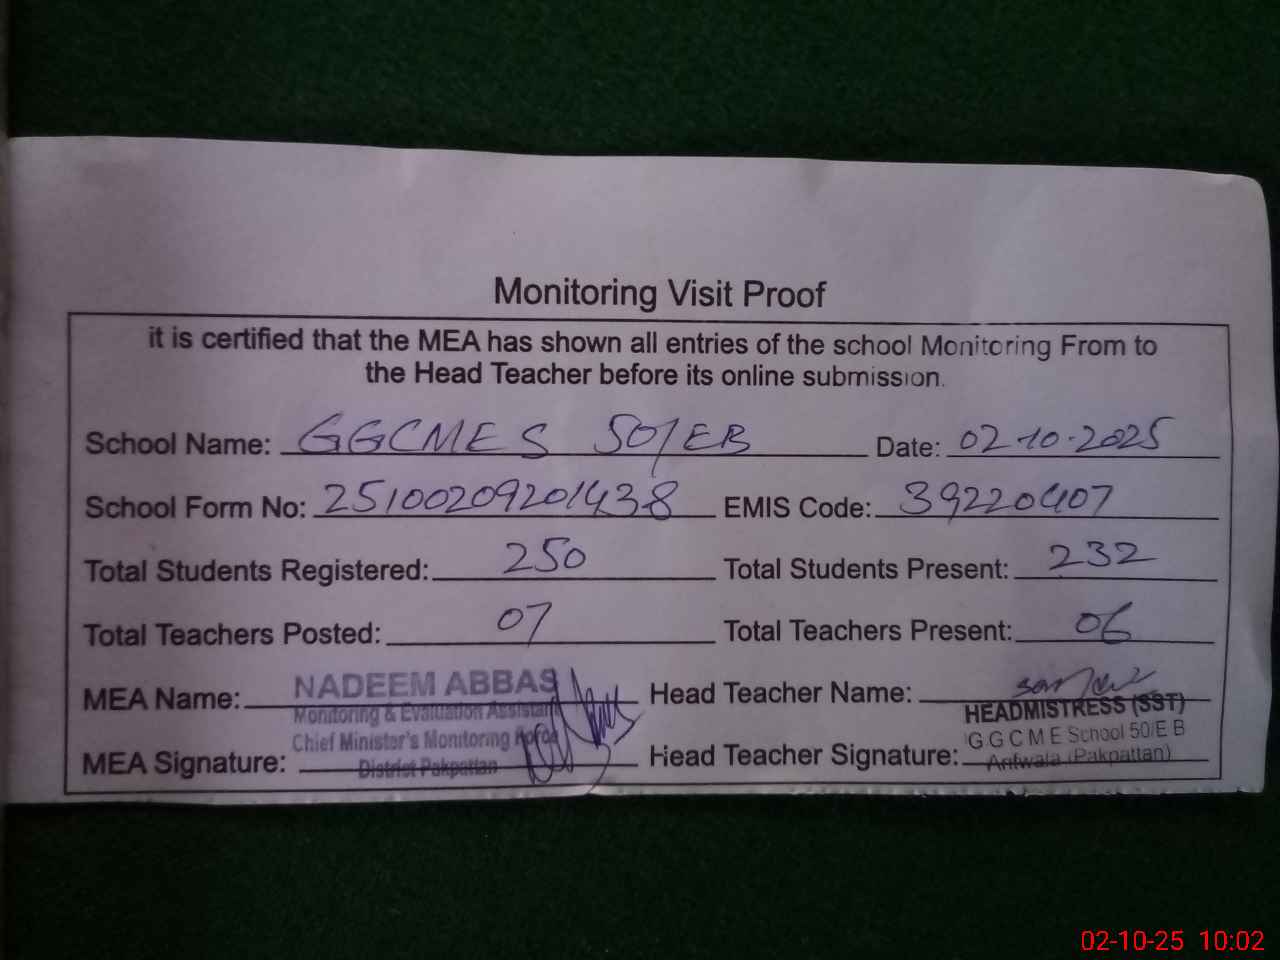 Monitoring Visit Proof
it is certified that the MEA has shown all entries of the school Monitoring From to
the Head Teacher before its online submission.
School Name: GGCMES 50/EB Date: 02-10-2025
School Form No: 25100209201438 EMIS Code: 39220407
Total Students Registered: 250 Total Students Present: 232
Total Teachers Posted: 07 Total Teachers Present: 06
MEA Name: NADEEM ABBAS Head Teacher Name:
Monitoring & Evaluation Assistant HEADMISTRESS (SST)
Chief Minister's Monitoring Force G G C M E School 50/E B
MEA Signature: District Pakpattan Head Teacher Signature: Arifwala (Pakpattan)
02-10-25 10:02